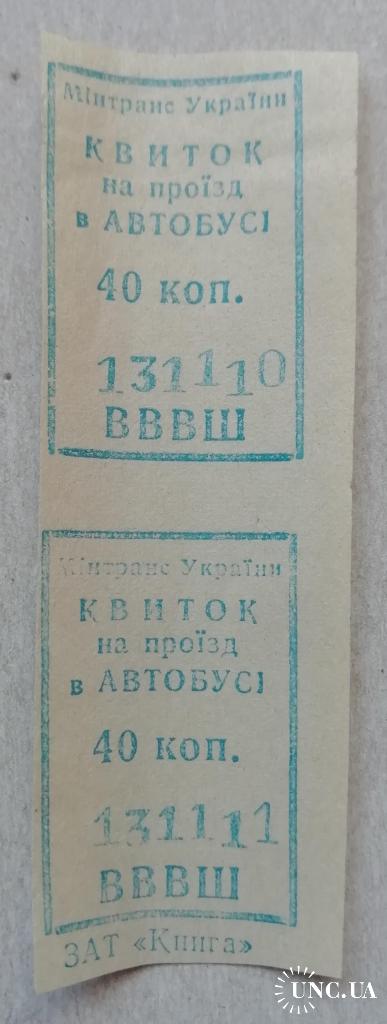 Мінтранс України
КВИТОК
на проїзд
в АВТОБУСІ
40 коп.
131110
ВВВШ
Мінтранс України
КВИТОК
на проїзд
в АВТОБУСІ
40 коп.
131111
ВВВШ
ЗАТ «Книга»
UNC.UA